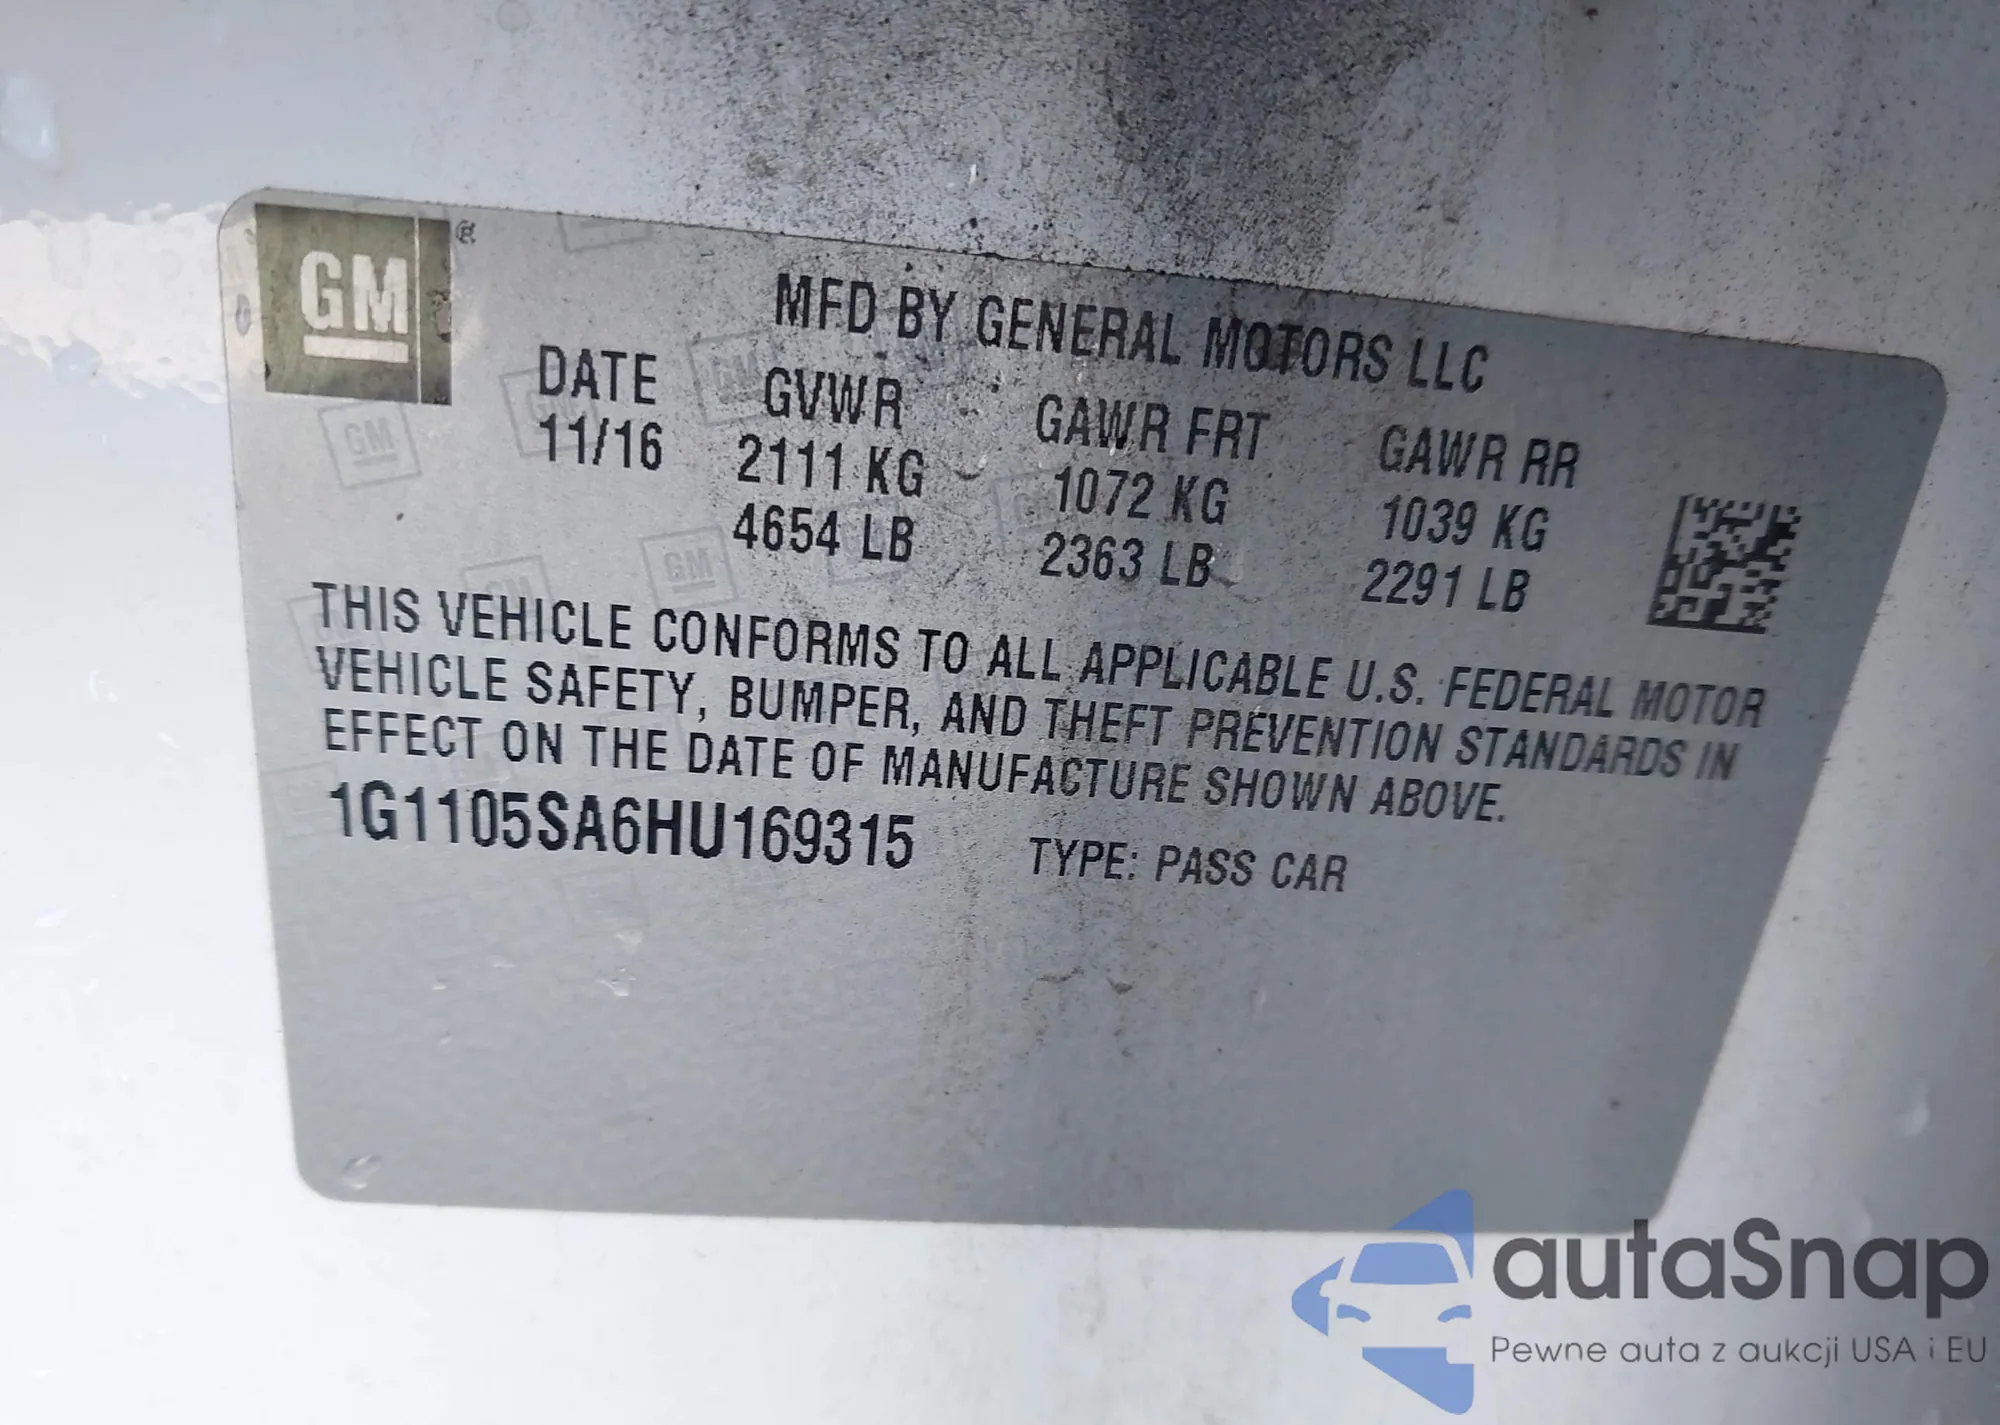 GM ®
MFD BY GENERAL MOTORS LLC
DATE GVWR GAWR FRT GAWR RR
11/16 2111 KG 1072 KG 1039 KG
4654 LB 2363 LB 2291 LB
THIS VEHICLE CONFORMS TO ALL APPLICABLE U.S. FEDERAL MOTOR
VEHICLE SAFETY, BUMPER, AND THEFT PREVENTION STANDARDS IN
EFFECT ON THE DATE OF MANUFACTURE SHOWN ABOVE.
1G1105SA6HU169315 TYPE: PASS CAR
autaSnap
Pewne auta z aukcji USA i EU